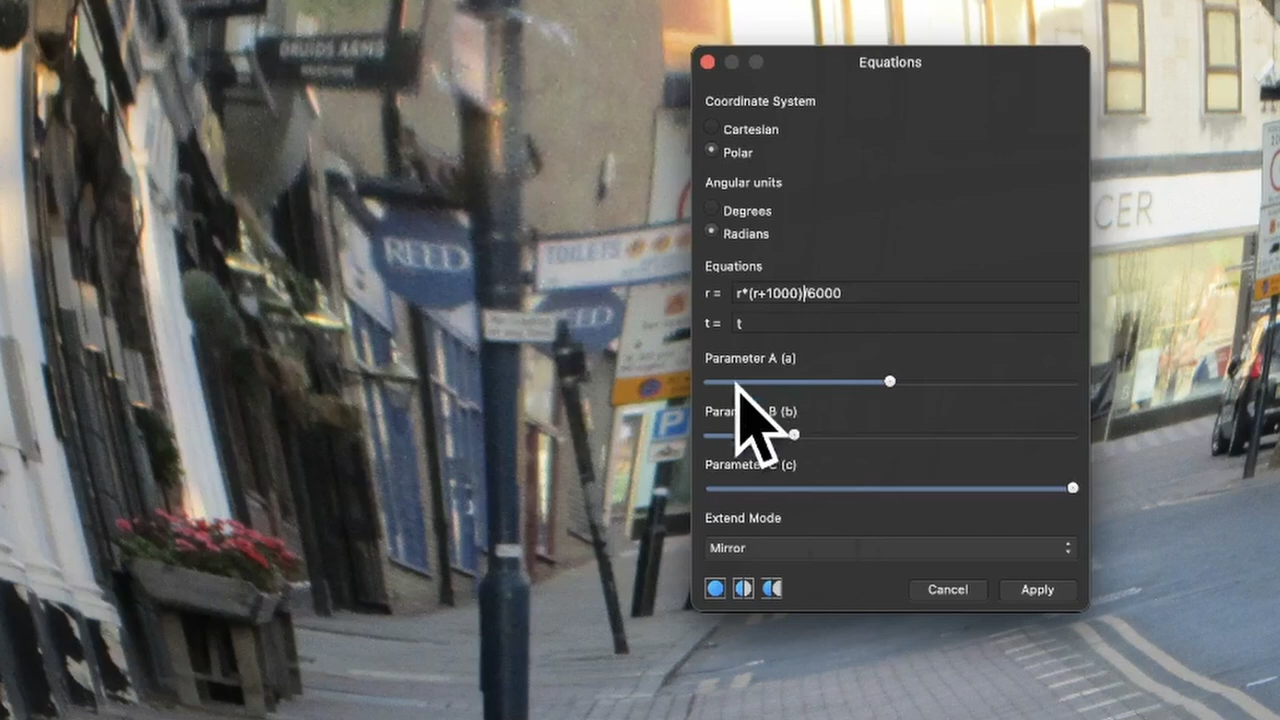 DRUIDS ARMS
REED
TOILETS
REED
P
CER
Equations
Coordinate System
Cartesian
Polar
Angular units
Degrees
Radians
Equations
r = r*(r+1000)/6000
t = t
Parameter A (a)
Parameter B (b)
Parameter C (c)
Extend Mode
Mirror
Cancel
Apply